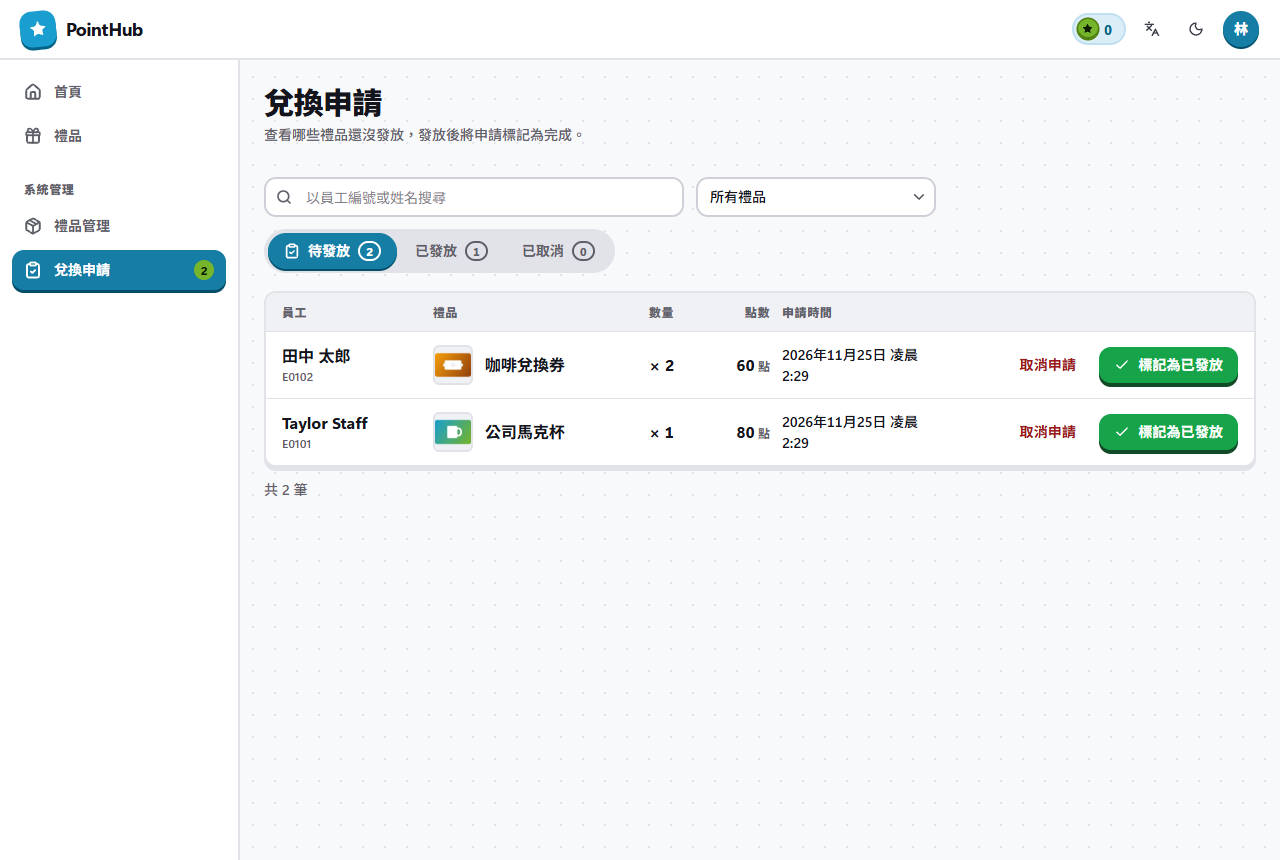 PointHub
0
林
首頁
禮品
系統管理
禮品管理
兌換申請 2
兌換申請
查看哪些禮品還沒發放，發放後將申請標記為完成。
以員工編號或姓名搜尋
所有禮品
待發放 2
已發放 1
已取消 0
員工 禮品 數量 點數 申請時間
田中 太郎
E0102
咖啡兌換券
× 2
60 點
2026年11月25日 凌晨
2:29
取消申請
標記為已發放
Taylor Staff
E0101
公司馬克杯
× 1
80 點
2026年11月25日 凌晨
2:29
取消申請
標記為已發放
共 2 筆